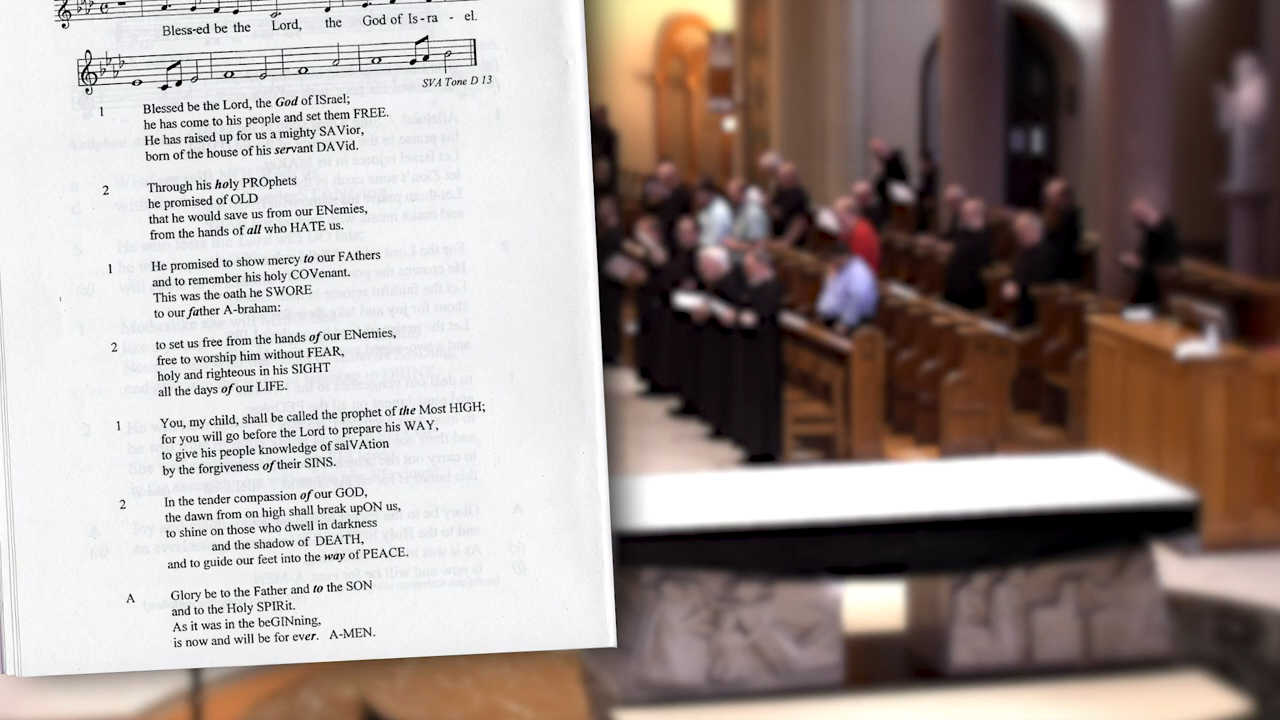 Bless-ed be the Lord, the God of Is-ra - el.
SVA Tone D 13
1 Blessed be the Lord, the God of ISrael;
he has come to his people and set them FREE.
He has raised up for us a mighty SAVior,
born of the house of his servant DAVid.
2 Through his holy PROphets
he promised of OLD
that he would save us from our ENemies,
from the hands of all who HATE us.
1 He promised to show mercy to our FAthers
and to remember his holy COVenant.
This was the oath he SWORE
to our father A-braham:
2 to set us free from the hands of our ENemies,
free to worship him without FEAR,
holy and righteous in his SIGHT
all the days of our LIFE.
1 You, my child, shall be called the prophet of the Most HIGH;
for you will go before the Lord to prepare his WAY,
to give his people knowledge of salVAtion
by the forgiveness of their SINS.
2 In the tender compassion of our GOD,
the dawn from on high shall break upON us,
to shine on those who dwell in darkness
and the shadow of DEATH,
and to guide our feet into the way of PEACE.
A Glory be to the Father and to the SON
and to the Holy SPIRit.
As it was in the beGINning,
is now and will be for ever. A-MEN.